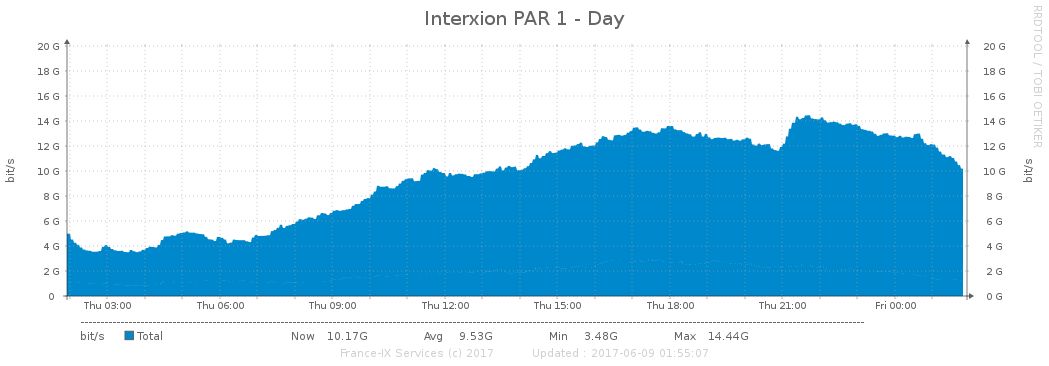 Interxion PAR 1 - Day
RRDTOOL / TOBI OETIKER
20 G 20 G
18 G 18 G
16 G 16 G
14 G 14 G
12 G 12 G
10 G 10 G
8 G 8 G
6 G 6 G
4 G 4 G
2 G 2 G
0 0 G
bit/s bit/s
Thu 03:00 Thu 06:00 Thu 09:00 Thu 12:00 Thu 15:00 Thu 18:00 Thu 21:00 Fri 00:00
bit/s Total Now 10.17G Avg 9.53G Min 3.48G Max 14.44G
France-IX Services (c) 2017 Updated : 2017-06-09 01:55:07